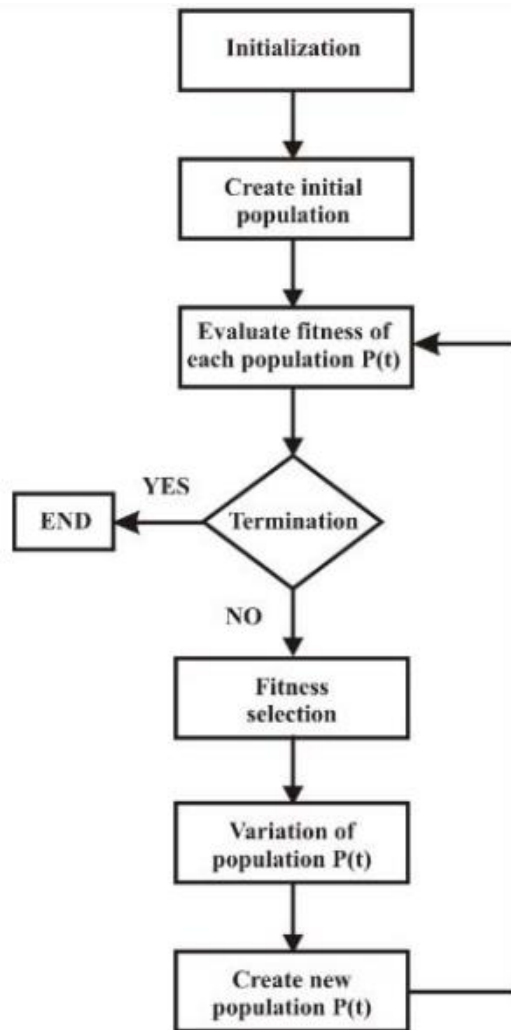 Initialization
Create initial
population
Evaluate fitness of
each population P(t)
YES
END
Termination
NO
Fitness
selection
Variation of
population P(t)
Create new
population P(t)